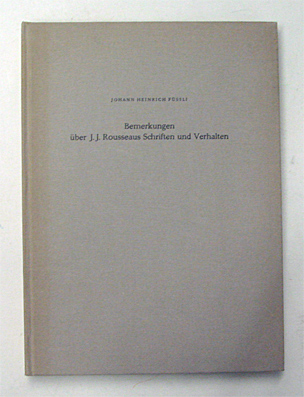 JOHANN HEINRICH FÜSSLI
Bemerkungen
über J. J. Rousseaus Schriften und Verhalten